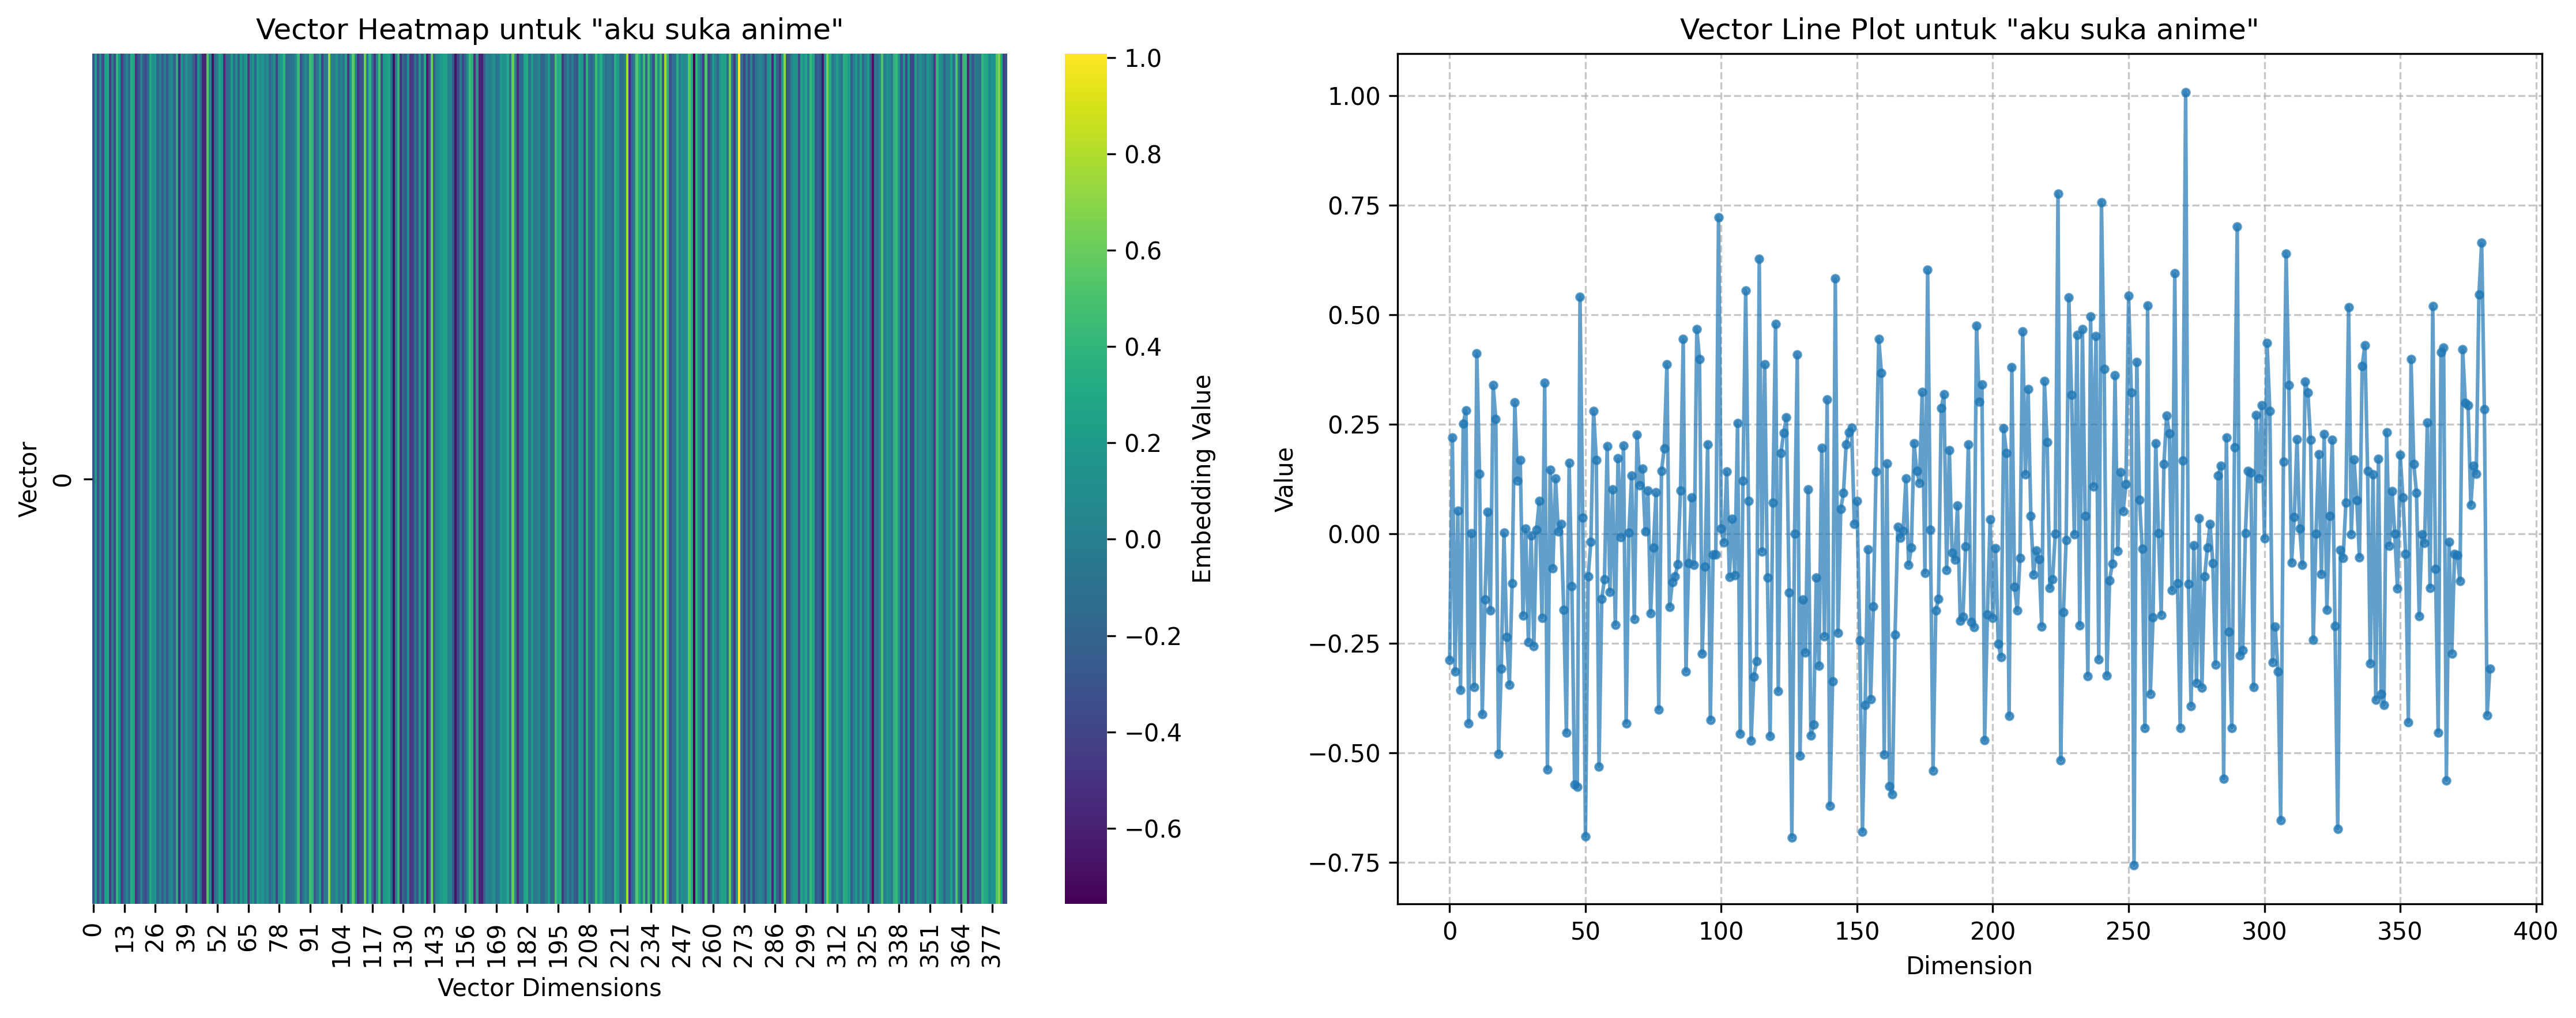 Vector Heatmap untuk "aku suka anime"
Vector
0
0 13 26 39 52 65 78 91 104 117 130 143 156 169 182 195 208 221 234 247 260 273 286 299 312 325 338 351 364 377
Vector Dimensions
1.0
0.8
0.6
0.4
0.2
0.0
−0.2
−0.4
−0.6
Embedding Value
Vector Line Plot untuk "aku suka anime"
Value
1.00
0.75
0.50
0.25
0.00
−0.25
−0.50
−0.75
0 50 100 150 200 250 300 350 400
Dimension